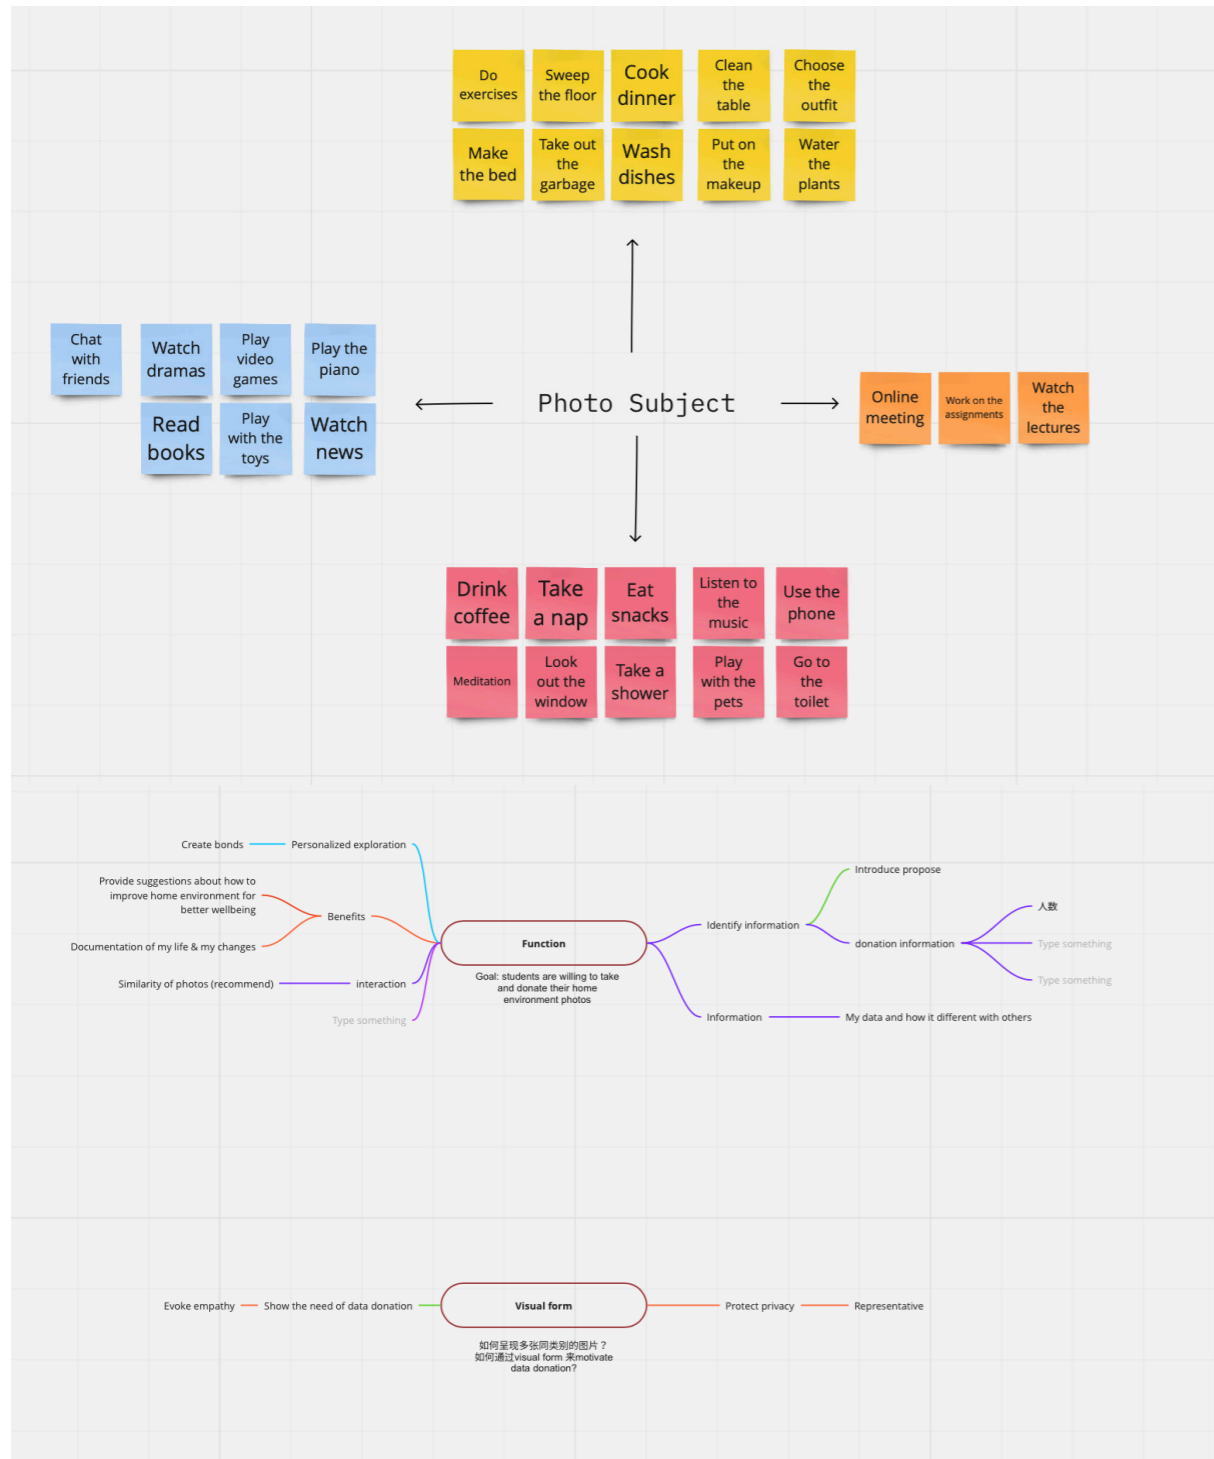 Do
exercises
Sweep
the floor
Cook
dinner
Clean
the
table
Choose
the
outfit
Make
the bed
Take out
the
garbage
Wash
dishes
Put on
the
makeup
Water
the
plants
Chat
with
friends
Watch
dramas
Play
video
games
Play the
piano
Read
books
Play
with the
toys
Watch
news
Photo Subject
Online
meeting
Work on the
assignments
Watch
the
lectures
Drink
coffee
Take
a nap
Eat
snacks
Listen to
the
music
Use the
phone
Meditation
Look
out the
window
Take a
shower
Play
with the
pets
Go to
the
toilet
Create bonds
Personalized exploration
Provide suggestions about how to
improve home environment for
better wellbeing
Benefits
Documentation of my life & my changes
Similarity of photos (recommend)
interaction
Type something
Function
Goal: students are willing to take
and donate their home
environment photos
Identify information
Introduce propose
donation information
人数
Type something
Type something
Information
My data and how it different with others
Evoke empathy
Show the need of data donation
Visual form
Protect privacy
Representative
如何呈现多张同类别的图片？
如何通过visual form 来motivate
data donation?